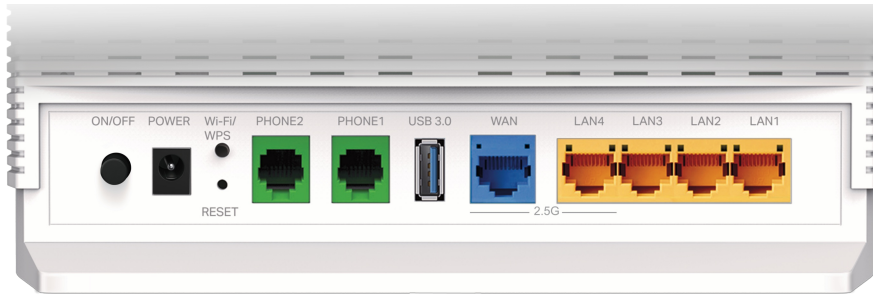 ON/OFF POWER Wi-Fi/ PHONE2 PHONE1 USB 3.0 WAN LAN4 LAN3 LAN2 LAN1
WPS
RESET
2.5G